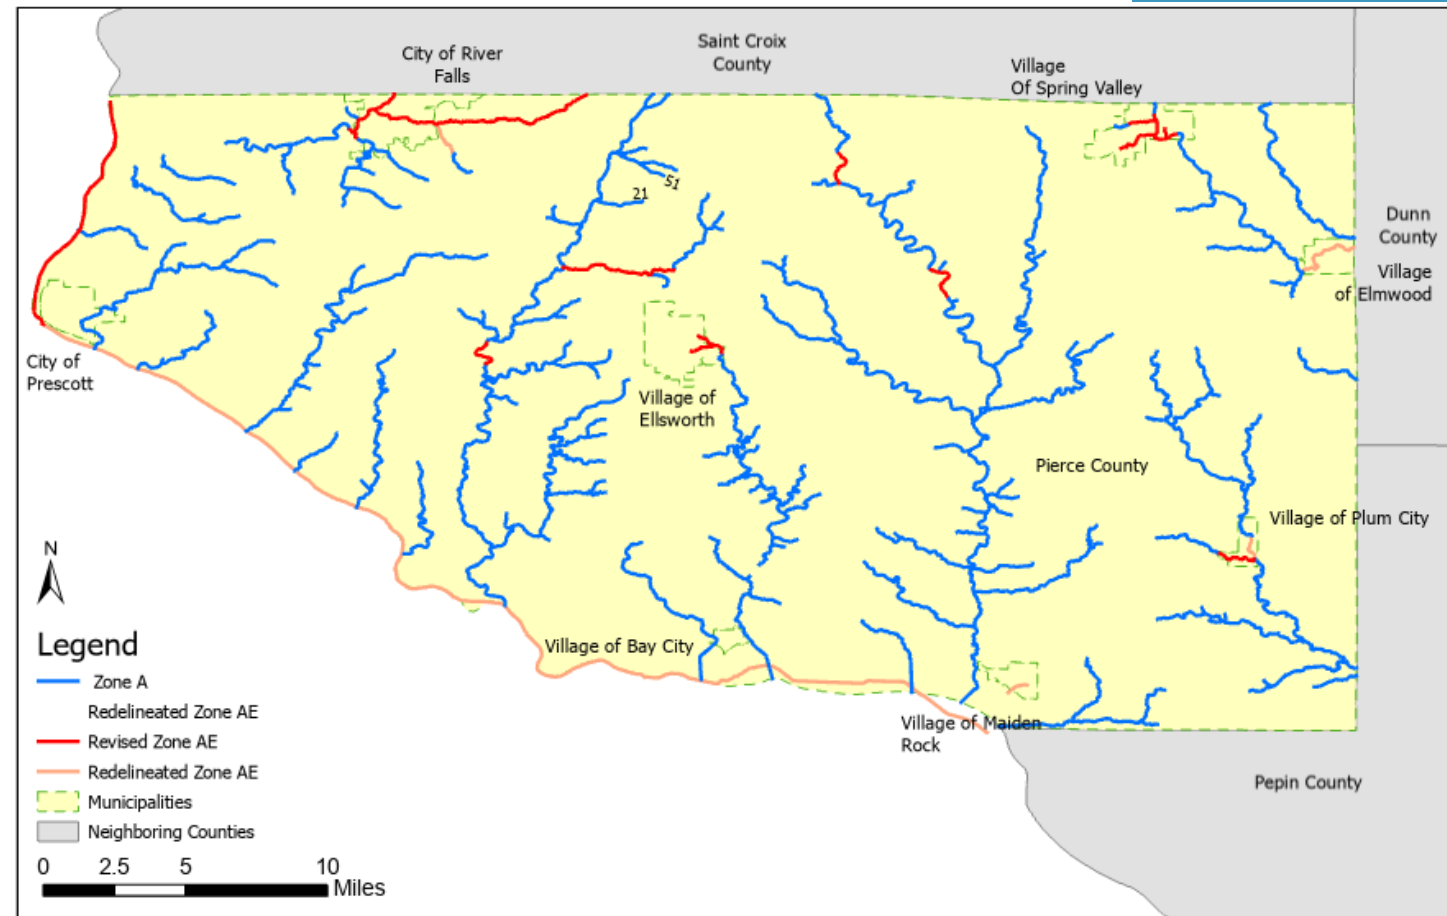 Saint Croix
County
City of River
Falls
Village
Of Spring Valley
51
21
Dunn
County
Village
of Elmwood
City of
Prescott
Village of
Ellsworth
Pierce County
Village of Plum City
N
Village of Bay City
Village of Maiden
Rock
Pepin County
Legend
Zone A
Redelineated Zone AE
Revised Zone AE
Redelineated Zone AE
Municipalities
Neighboring Counties
0 2.5 5 10
Miles